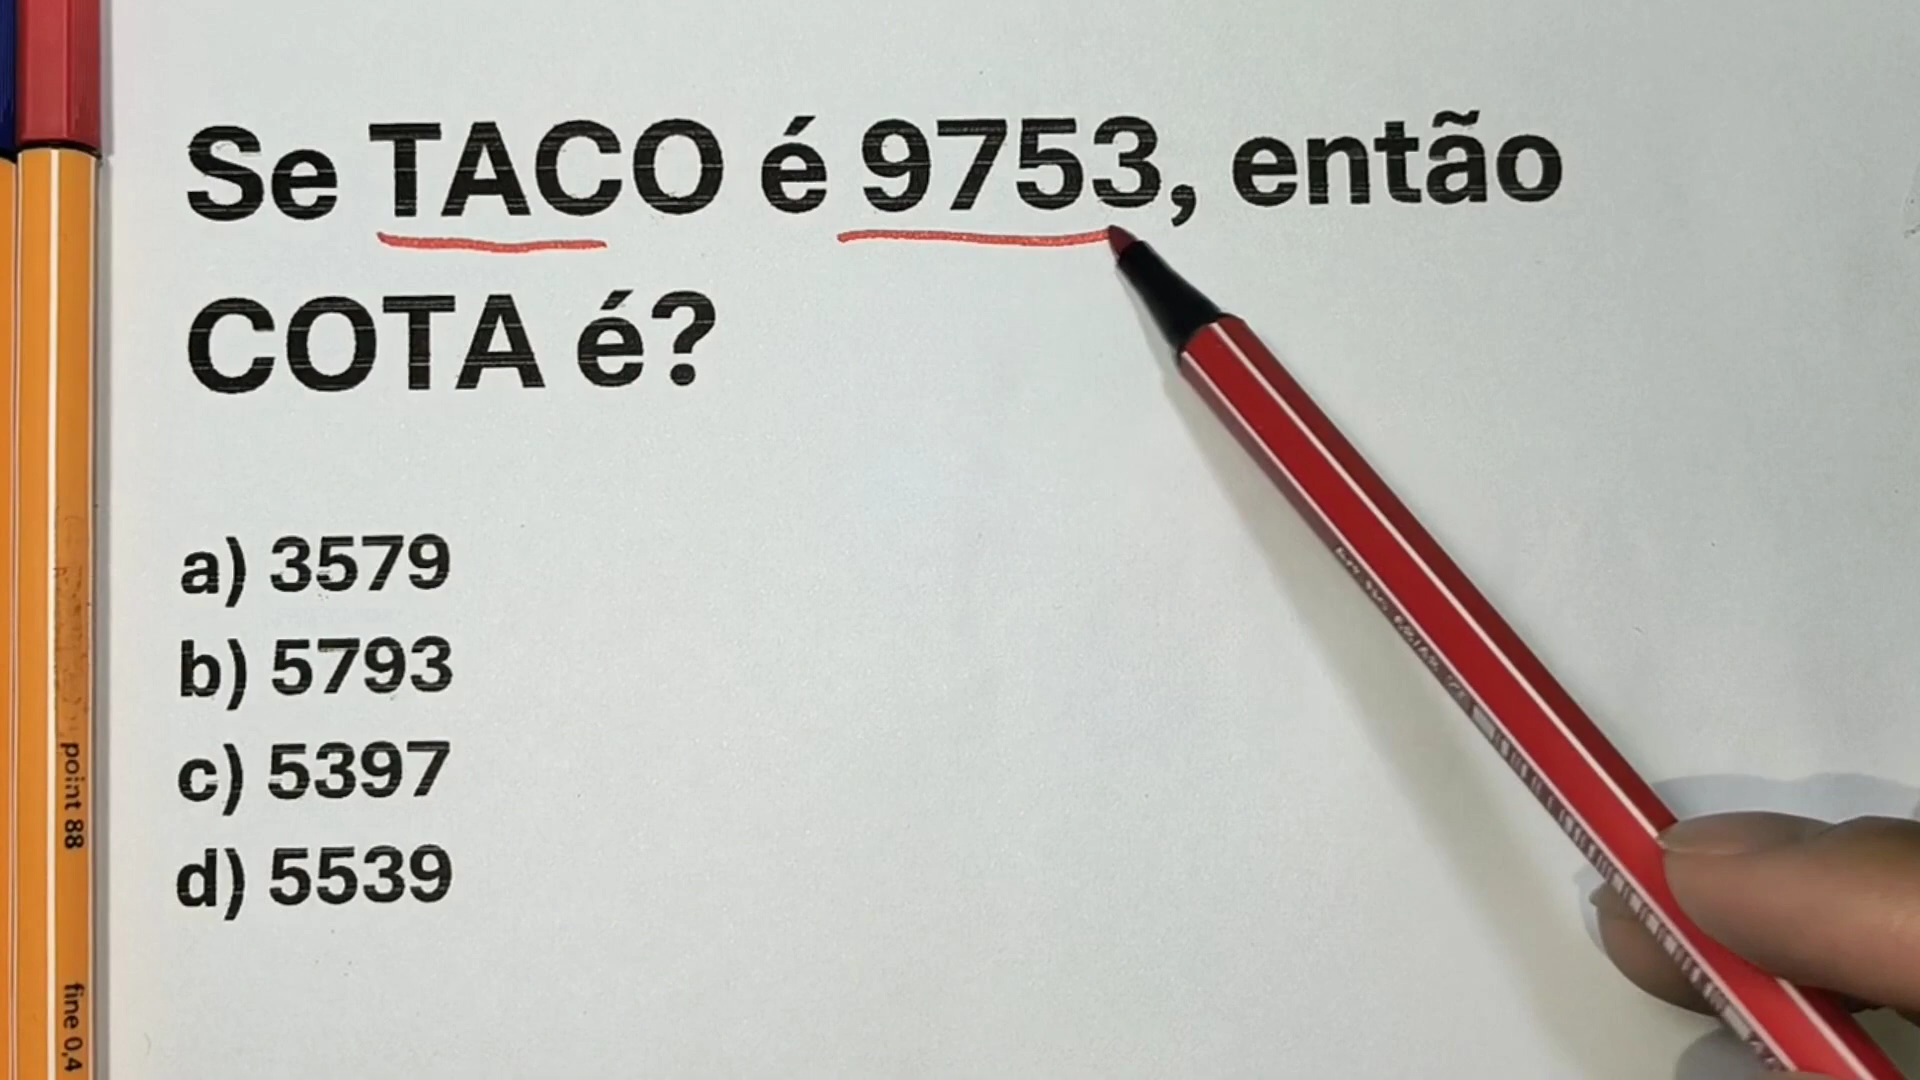 Se TACO é 9753, então
COTA é?
a) 3579
b) 5793
c) 5397
d) 5539
point 88
fine 0,4